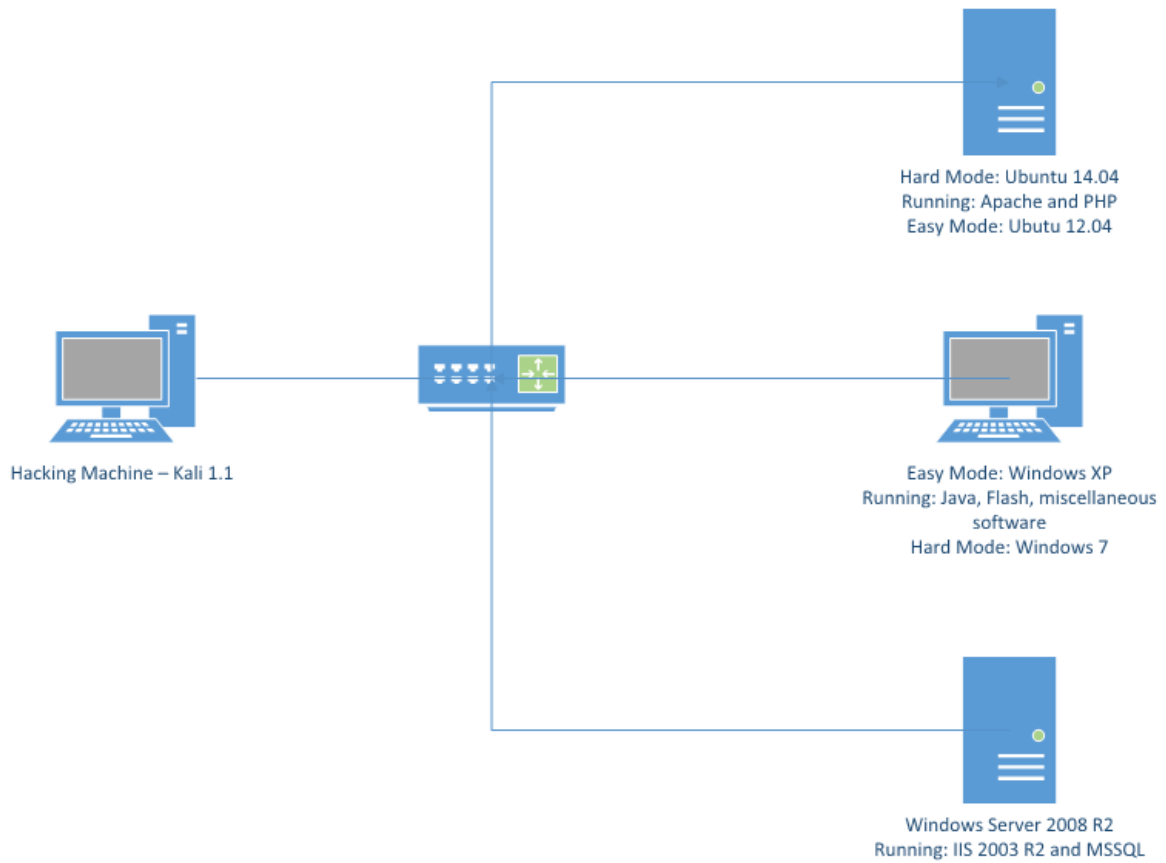 Hard Mode: Ubuntu 14.04
Running: Apache and PHP
Easy Mode: Ubutu 12.04
Hacking Machine – Kali 1.1
Easy Mode: Windows XP
Running: Java, Flash, miscellaneous
software
Hard Mode: Windows 7
Windows Server 2008 R2
Running: IIS 2003 R2 and MSSQL